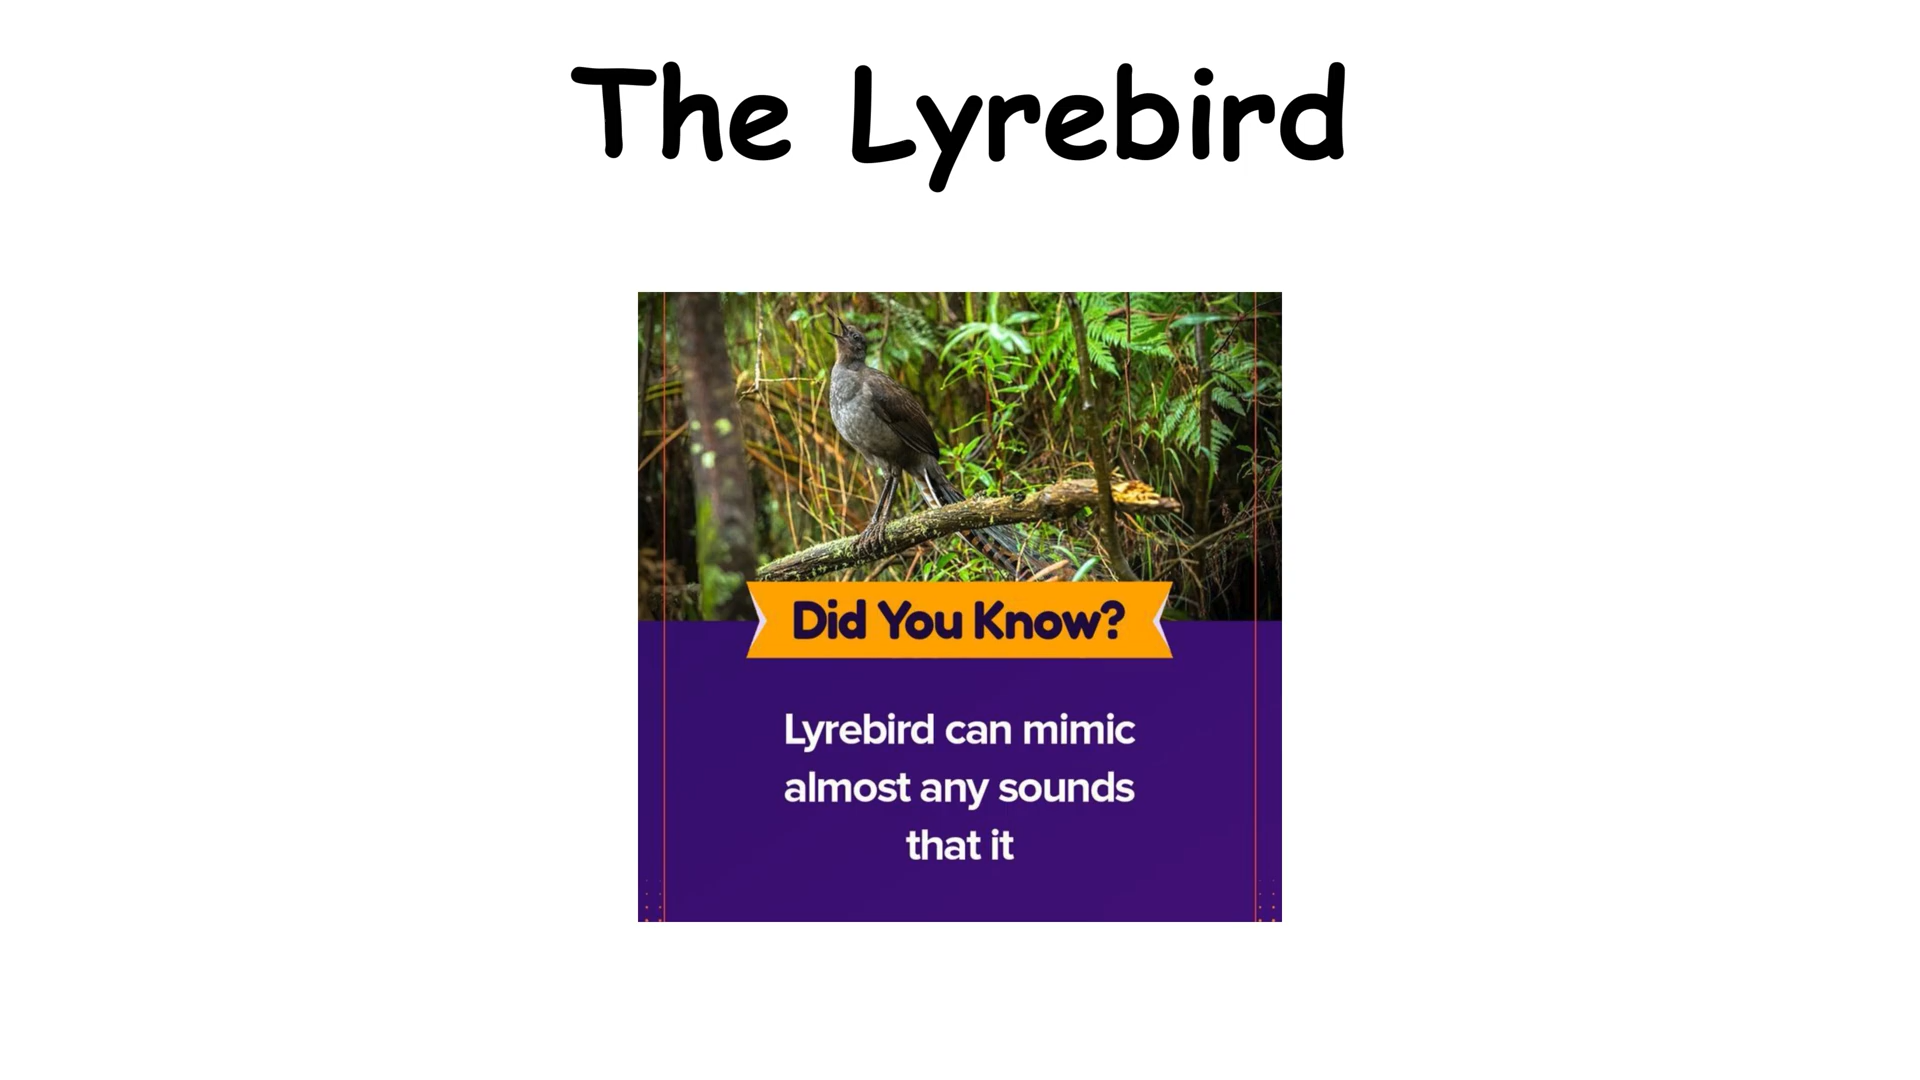 The Lyrebird
Did You Know?
Lyrebird can mimic
almost any sounds
that it